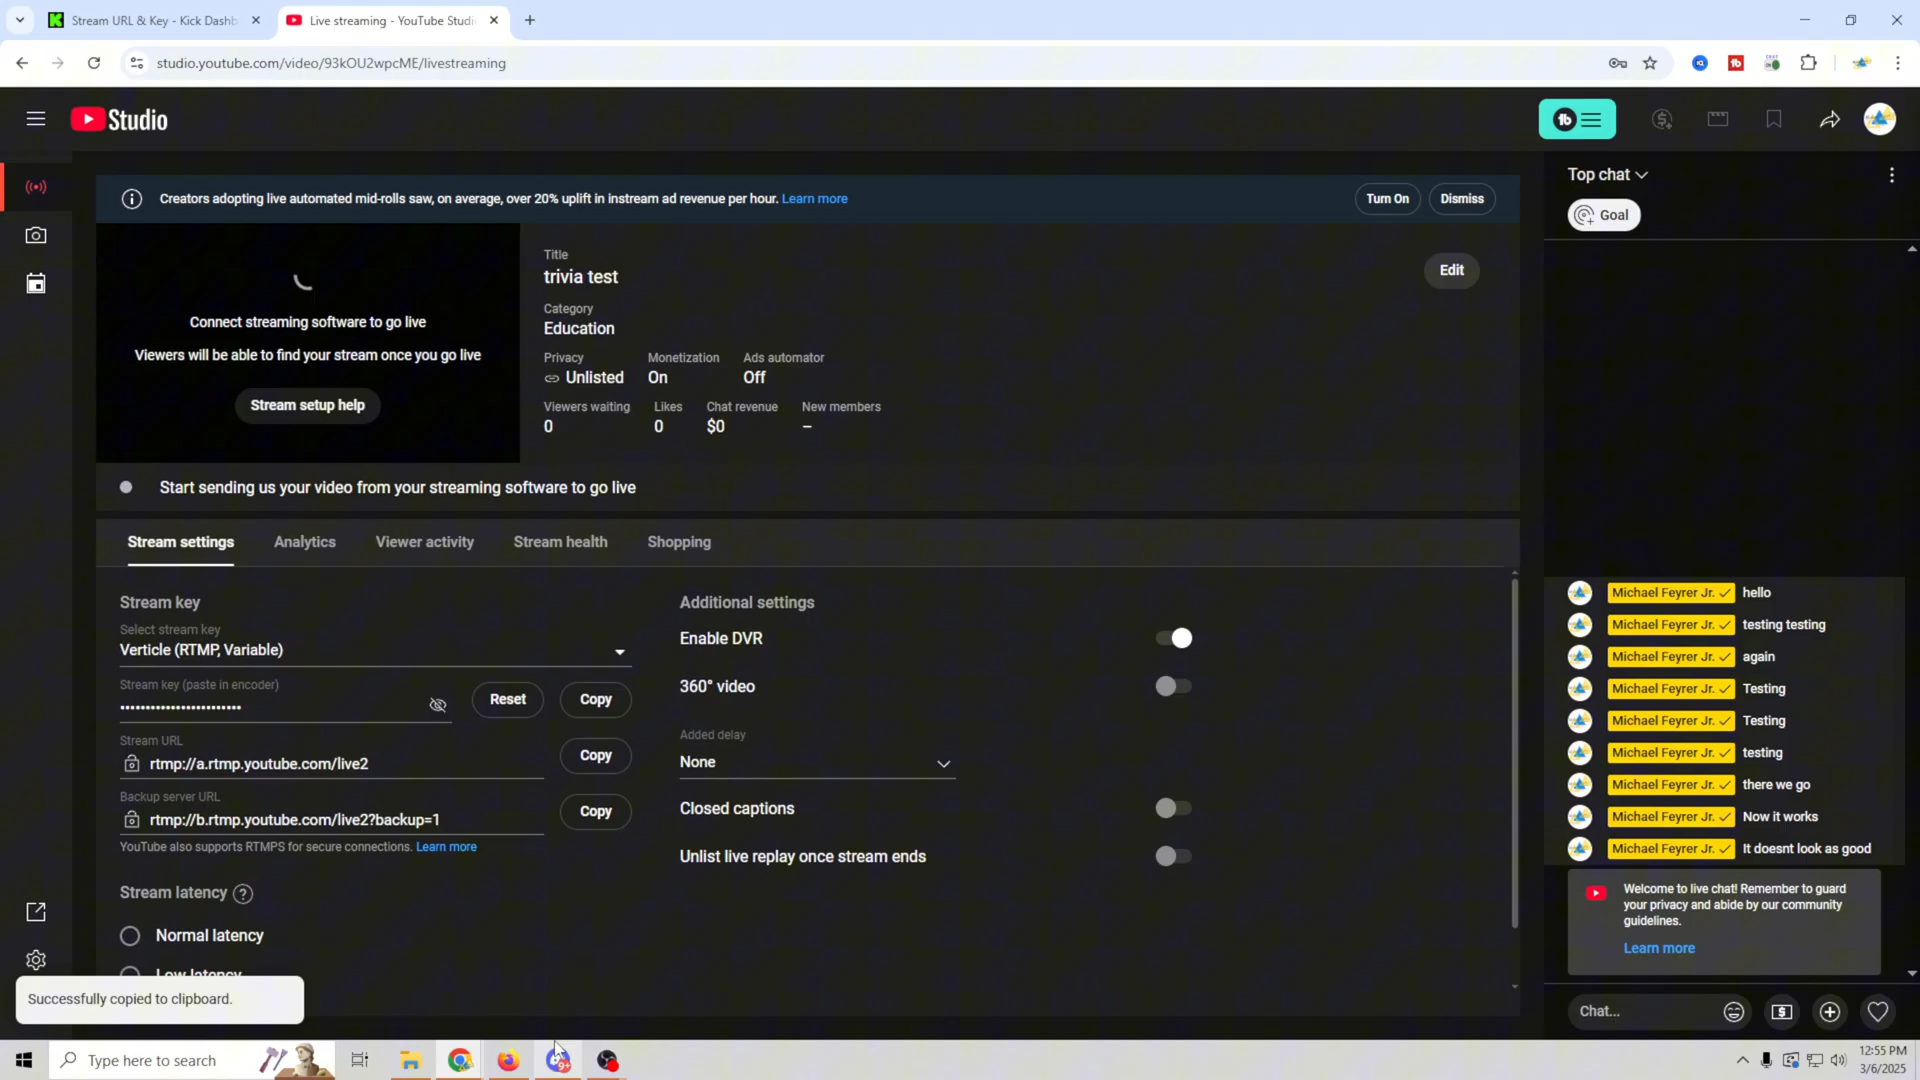 Stream URL & Key - Kick Dashb
Live streaming - YouTube Studi
studio.youtube.com/video/93kOU2wpcME/livestreaming
Studio
Creators adopting live automated mid-rolls saw, on average, over 20% uplift in instream ad revenue per hour. Learn more
Turn On
Dismiss
Connect streaming software to go live
Viewers will be able to find your stream once you go live
Stream setup help
Title
trivia test
Edit
Category
Education
Privacy Monetization Ads automator
Unlisted On Off
Viewers waiting Likes Chat revenue New members
0 0 $0 –
Start sending us your video from your streaming software to go live
Stream settings Analytics Viewer activity Stream health Shopping
Stream key
Select stream key
Verticle (RTMP, Variable)
Stream key (paste in encoder)
••••••••••••••••••••••••
Reset
Copy
Stream URL
rtmp://a.rtmp.youtube.com/live2
Copy
Backup server URL
rtmp://b.rtmp.youtube.com/live2?backup=1
Copy
YouTube also supports RTMPS for secure connections. Learn more
Stream latency ?
Normal latency
Low latency
Additional settings
Enable DVR
360° video
Added delay
None
Closed captions
Unlist live replay once stream ends
Top chat
Goal
Michael Feyrer Jr. ✓ hello
Michael Feyrer Jr. ✓ testing testing
Michael Feyrer Jr. ✓ again
Michael Feyrer Jr. ✓ Testing
Michael Feyrer Jr. ✓ Testing
Michael Feyrer Jr. ✓ testing
Michael Feyrer Jr. ✓ there we go
Michael Feyrer Jr. ✓ Now it works
Michael Feyrer Jr. ✓ It doesnt look as good
Welcome to live chat! Remember to guard
your privacy and abide by our community
guidelines.
Learn more
Chat...
Successfully copied to clipboard.
Type here to search
9+
12:55 PM
3/6/2025